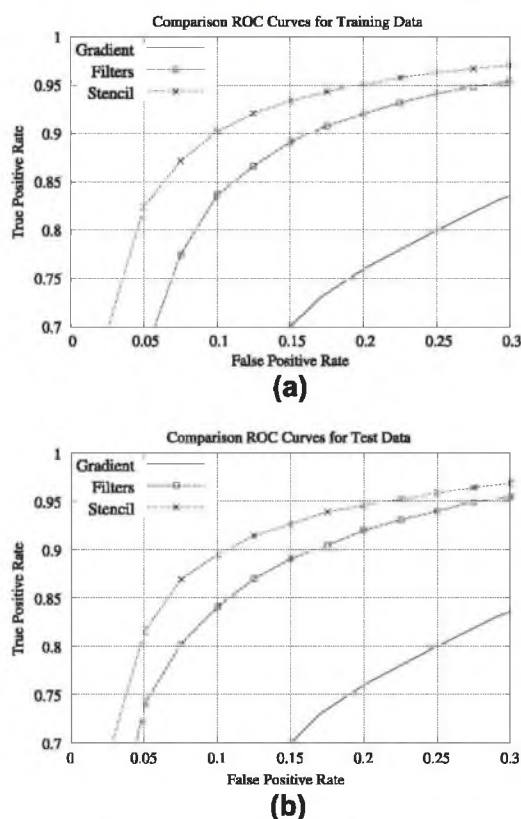 Comparison ROC Curves for Training Data
Gradient
Filters
Stencil
True Positive Rate
1
0.95
0.9
0.85
0.8
0.75
0.7
0 0.05 0.1 0.15 0.2 0.25 0.3
False Positive Rate
(a)
Comparison ROC Curves for Test Data
Gradient
Filters
Stencil
True Positive Rate
1
0.95
0.9
0.85
0.8
0.75
0.7
0 0.05 0.1 0.15 0.2 0.25 0.3
False Positive Rate
(b)